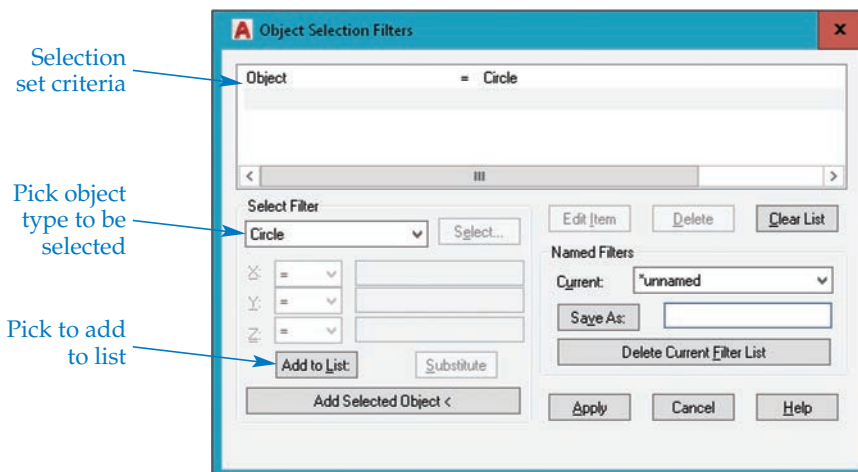 Object Selection Filters
x
Selection
set criteria
Object = Circle
Pick object
type to be
selected
Select Filter
Circle
Select...
Edit Item
Delete
Clear List
X: =
Y: =
Z: =
Named Filters
Current: *unnamed
Save As:
Delete Current Filter List
Pick to add
to list
Add to List:
Substitute
Add Selected Object <
Apply
Cancel
Help